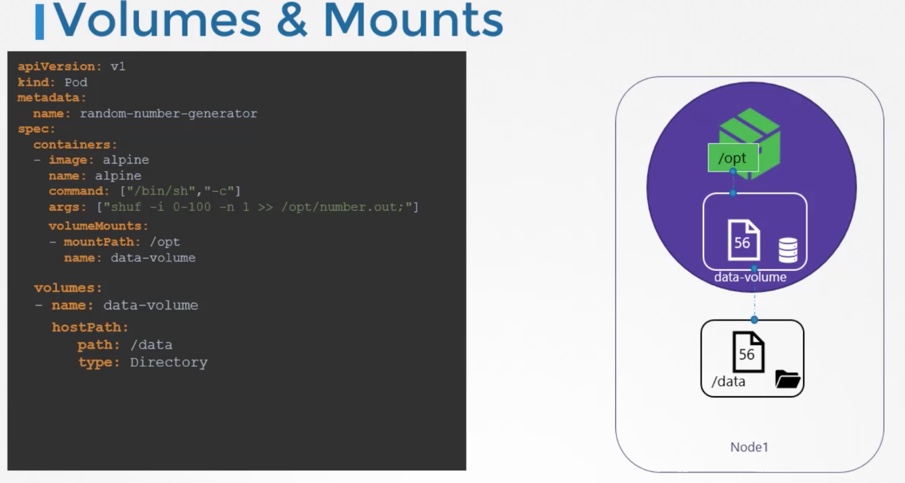 Volumes & Mounts
apiVersion: v1
kind: Pod
metadata:
  name: random-number-generator
spec:
  containers:
  - image: alpine
    name: alpine
    command: ["/bin/sh","-c"]
    args: ["shuf -i 0-100 -n 1 >> /opt/number.out;"]
    volumeMounts:
    - mountPath: /opt
      name: data-volume
  volumes:
  - name: data-volume
    hostPath:
       path: /data
       type: Directory
/opt
56
data-volume
56
/data
Node1